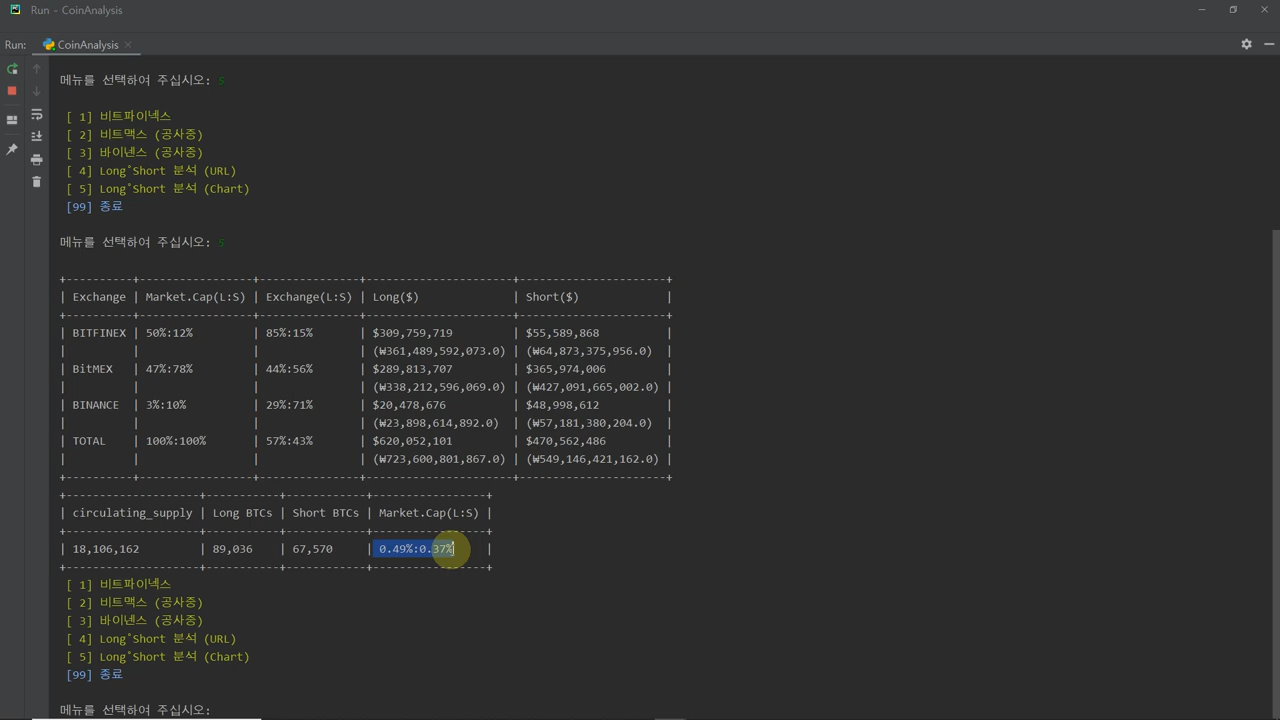 Run - CoinAnalysis
Run: CoinAnalysis
메뉴를 선택하여 주십시오: 5
[ 1] 비트파이넥스
[ 2] 비트맥스 (공사중)
[ 3] 바이넨스 (공사중)
[ 4] Long˚Short 분석 (URL)
[ 5] Long˚Short 분석 (Chart)
[99] 종료
메뉴를 선택하여 주십시오: 5
+----------+-----------------+---------------+----------------------+----------------------+
| Exchange | Market.Cap(L:S) | Exchange(L:S) | Long($) | Short($) |
+----------+-----------------+---------------+----------------------+----------------------+
| BITFINEX | 50%:12% | 85%:15% | $309,759,719 | $55,589,868 |
| | | | (₩361,489,592,073.0) | (₩64,873,375,956.0) |
| BitMEX | 47%:78% | 44%:56% | $289,813,707 | $365,974,006 |
| | | | (₩338,212,596,069.0) | (₩427,091,665,002.0) |
| BINANCE | 3%:10% | 29%:71% | $20,478,676 | $48,998,612 |
| | | | (₩23,898,614,892.0) | (₩57,181,380,204.0) |
| TOTAL | 100%:100% | 57%:43% | $620,052,101 | $470,562,486 |
| | | | (₩723,600,801,867.0) | (₩549,146,421,162.0) |
+----------+-----------------+---------------+----------------------+----------------------+
+--------------------+-----------+------------+-----------------+
| circulating_supply | Long BTCs | Short BTCs | Market.Cap(L:S) |
+--------------------+-----------+------------+-----------------+
| 18,106,162 | 89,036 | 67,570 | 0.49%:0.37% |
+--------------------+-----------+------------+-----------------+
[ 1] 비트파이넥스
[ 2] 비트맥스 (공사중)
[ 3] 바이넨스 (공사중)
[ 4] Long˚Short 분석 (URL)
[ 5] Long˚Short 분석 (Chart)
[99] 종료
메뉴를 선택하여 주십시오: